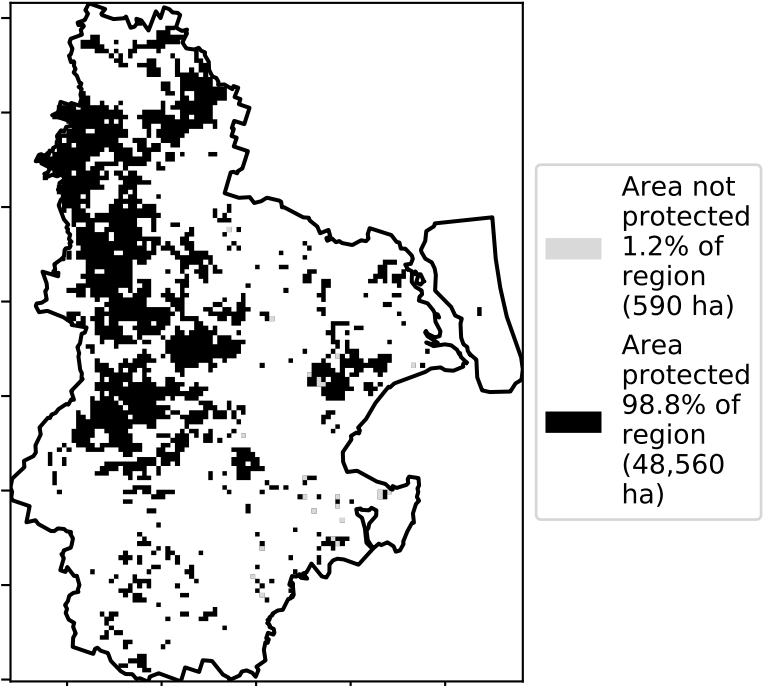 Area not
protected
1.2% of
region
(590 ha)
Area
protected
98.8% of
region
(48,560
ha)